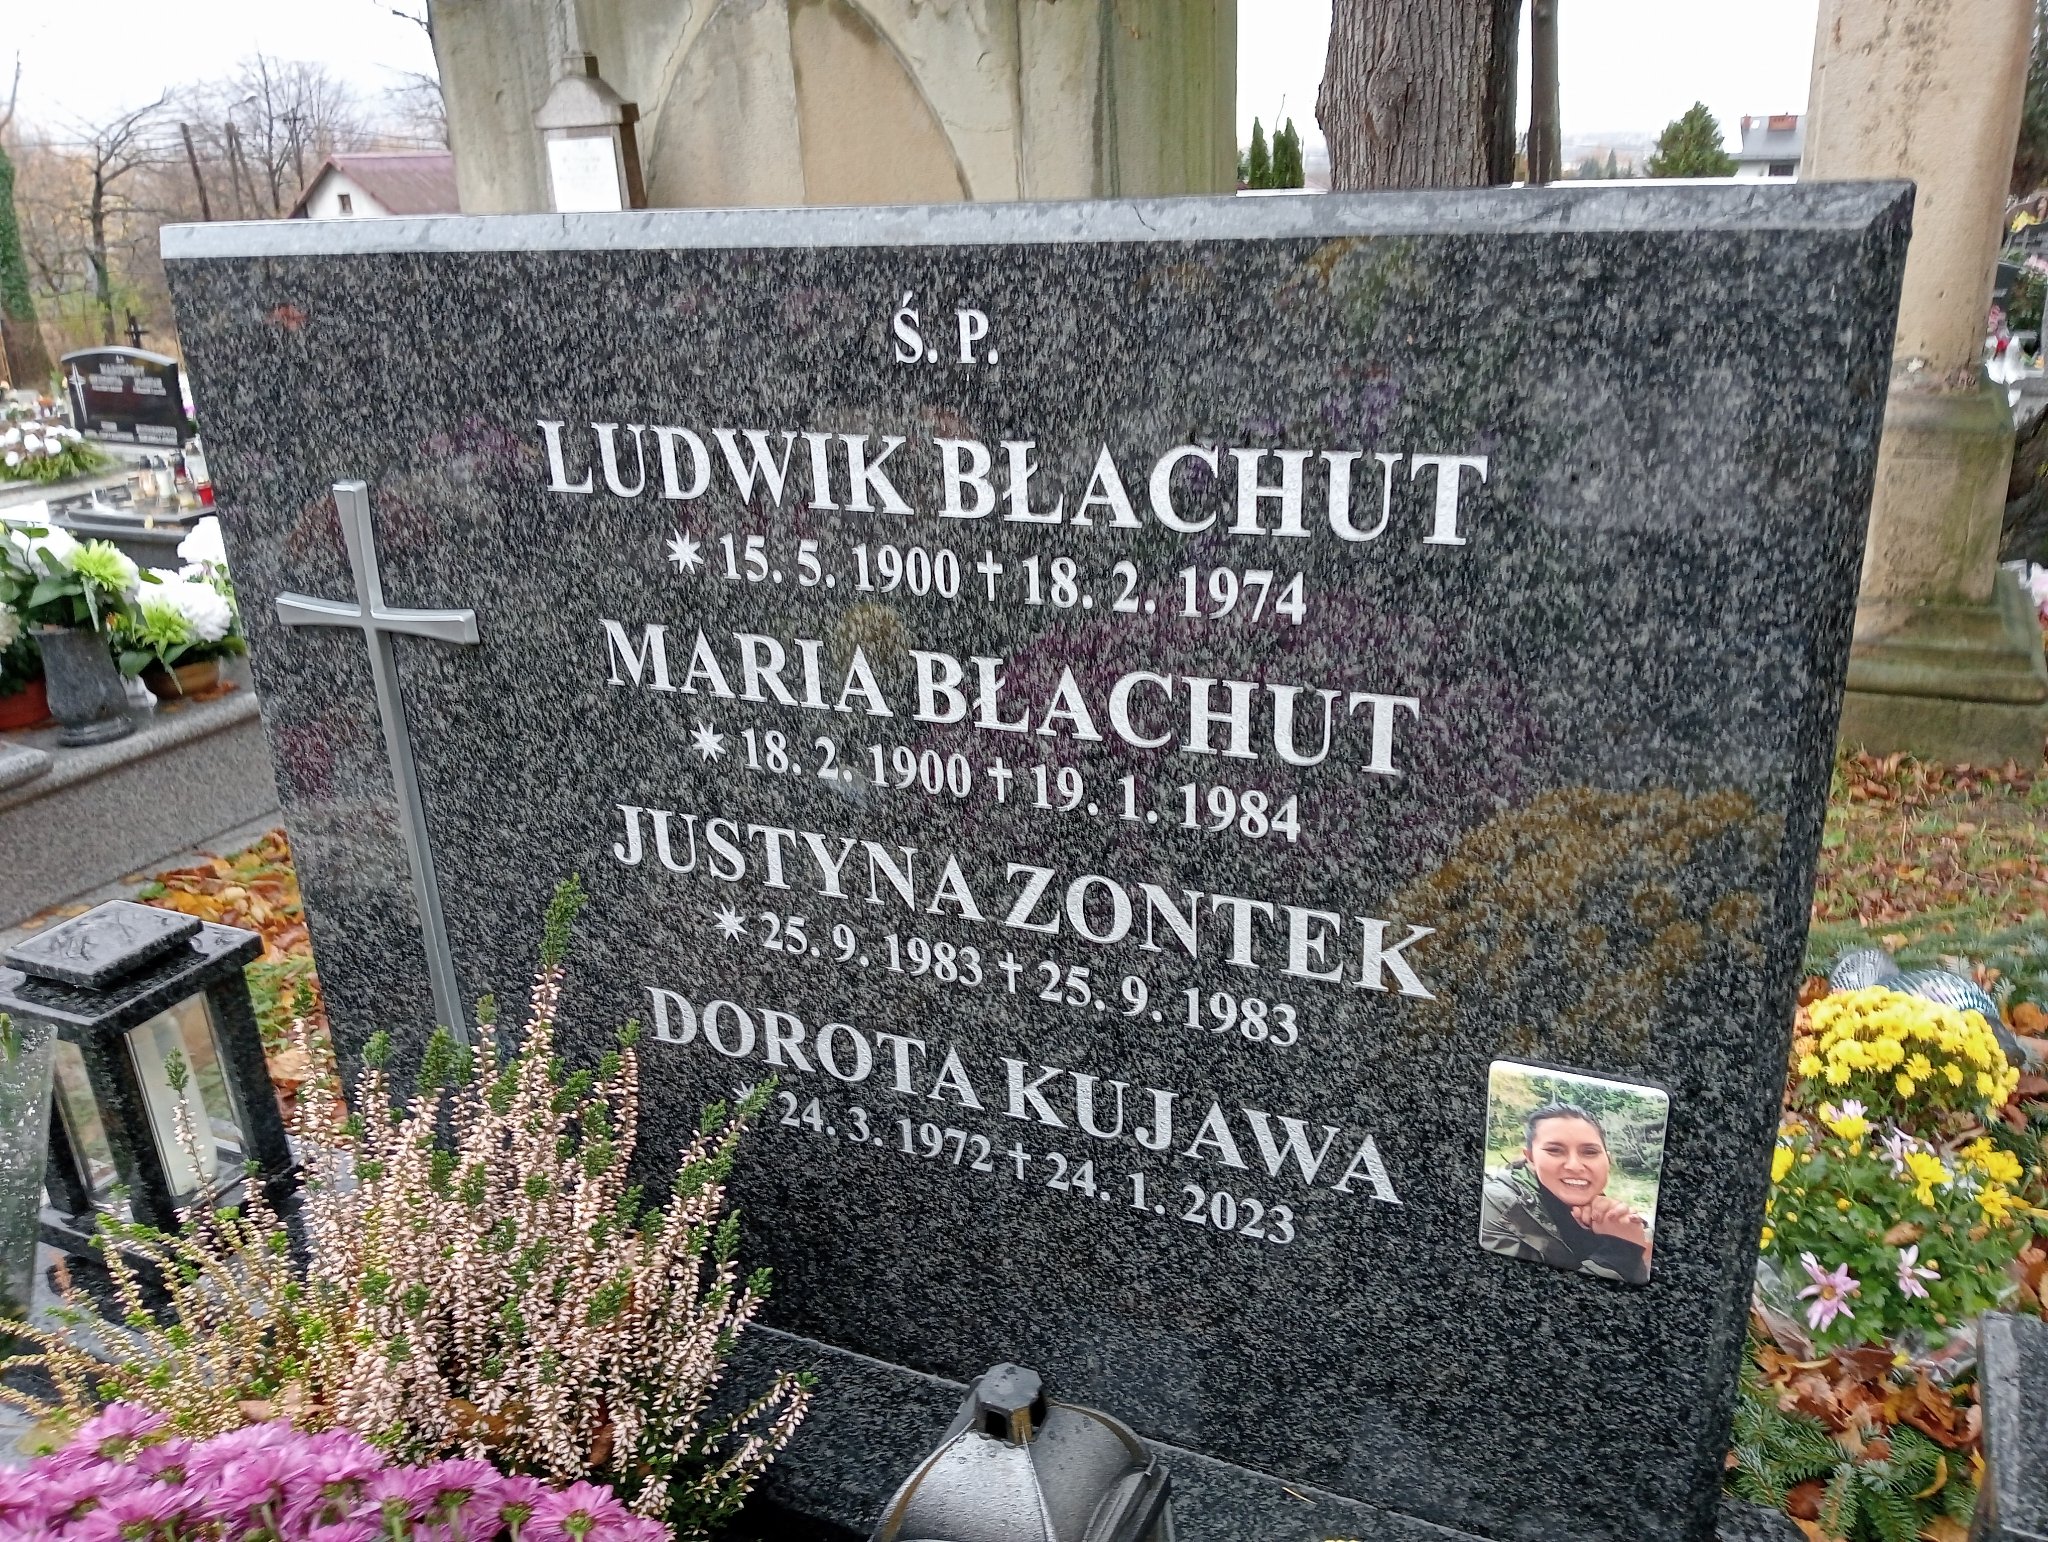 Ś. P.
LUDWIK BŁACHUT
* 15. 5. 1900 † 18. 2. 1974
MARIA BŁACHUT
* 18. 2. 1900 † 19. 1. 1984
JUSTYNA ZONTEK
* 25. 9. 1983 † 25. 9. 1983
DOROTA KUJAWA
* 24. 3. 1972 † 24. 1. 2023